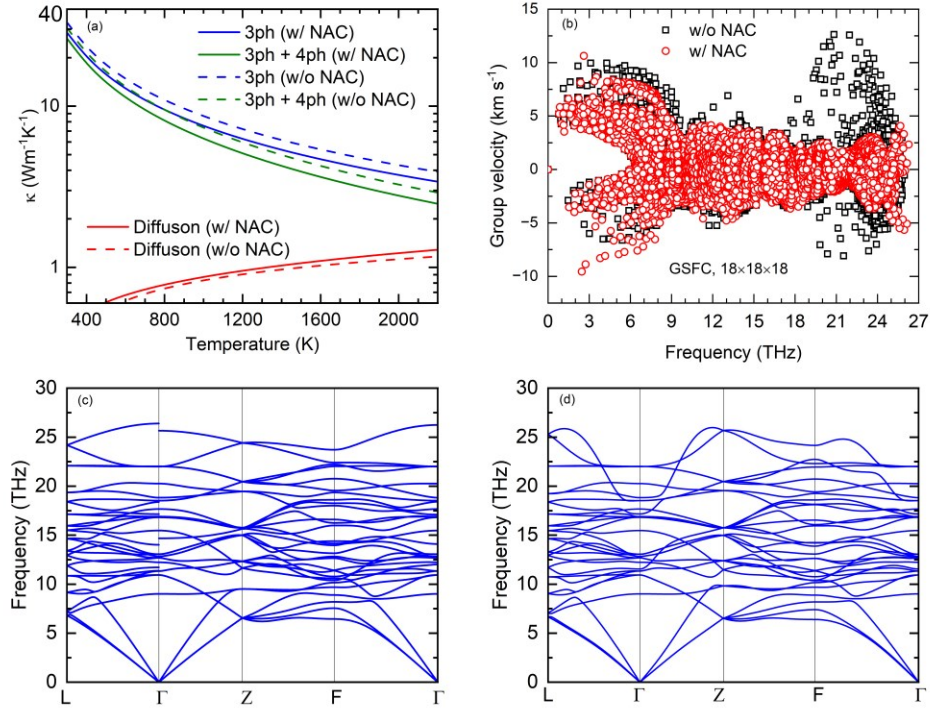 (a)
40
10
1
κ (Wm⁻¹K⁻¹)
3ph (w/ NAC)
3ph + 4ph (w/ NAC)
3ph (w/o NAC)
3ph + 4ph (w/o NAC)
Diffuson (w/ NAC)
Diffuson (w/o NAC)
400 800 1200 1600 2000
Temperature (K)
(b)
15
10
5
0
−5
−10
Group velocity (km s⁻¹)
w/o NAC
w/ NAC
GSFC, 18×18×18
0 3 6 9 12 15 18 21 24 27
Frequency (THz)
(c)
30
25
20
15
10
5
0
Frequency (THz)
L Γ Z F Γ
(d)
30
25
20
15
10
5
0
Frequency (THz)
L Γ Z F Γ